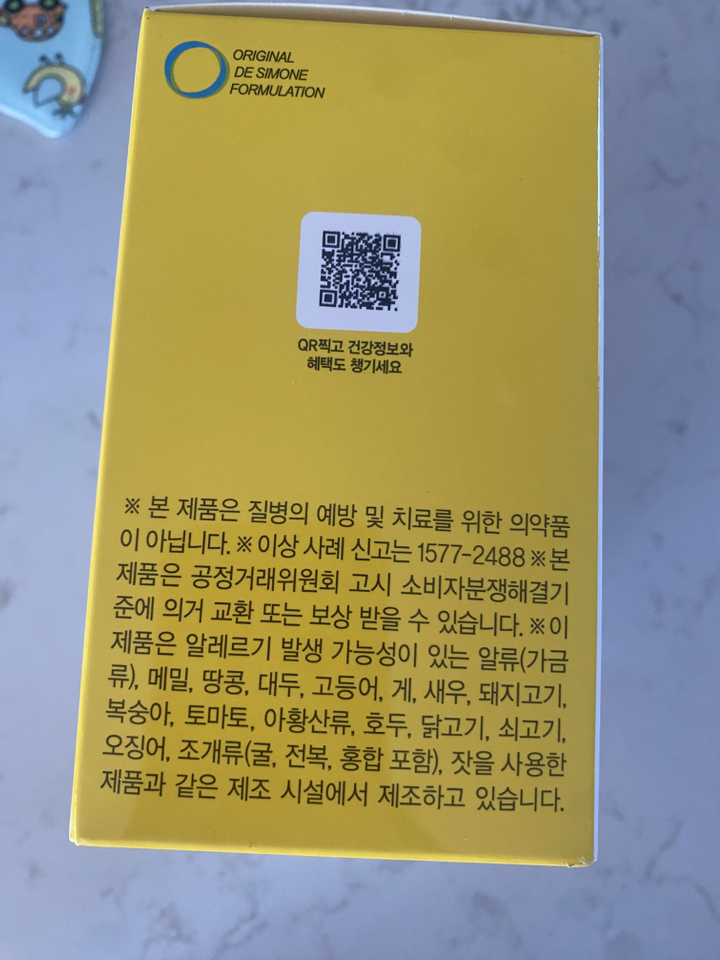 ORIGINAL
DE SIMONE
FORMULATION
QR찍고 건강정보와
혜택도 챙기세요
※ 본 제품은 질병의 예방 및 치료를 위한 의약품
이 아닙니다. ※ 이상 사례 신고는 1577-2488 ※ 본
제품은 공정거래위원회 고시 소비자분쟁해결기
준에 의거 교환 또는 보상 받을 수 있습니다. ※ 이
제품은 알레르기 발생 가능성이 있는 알류(가금
류), 메밀, 땅콩, 대두, 고등어, 게, 새우, 돼지고기,
복숭아, 토마토, 아황산류, 호두, 닭고기, 쇠고기,
오징어, 조개류(굴, 전복, 홍합 포함), 잣을 사용한
제품과 같은 제조 시설에서 제조하고 있습니다.